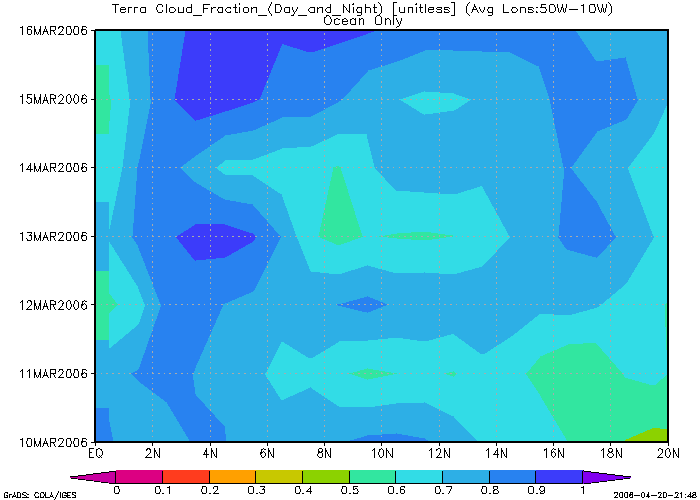 Terra Cloud_Fraction_(Day_and_Night) [unitless] (Avg Lons:50W-10W)
Ocean Only
16MAR2006
15MAR2006
14MAR2006
13MAR2006
12MAR2006
11MAR2006
10MAR2006
EQ 2N 4N 6N 8N 10N 12N 14N 16N 18N 20N
0 0.1 0.2 0.3 0.4 0.5 0.6 0.7 0.8 0.9 1
GrADS: COLA/IGES 2006-04-20-21:46